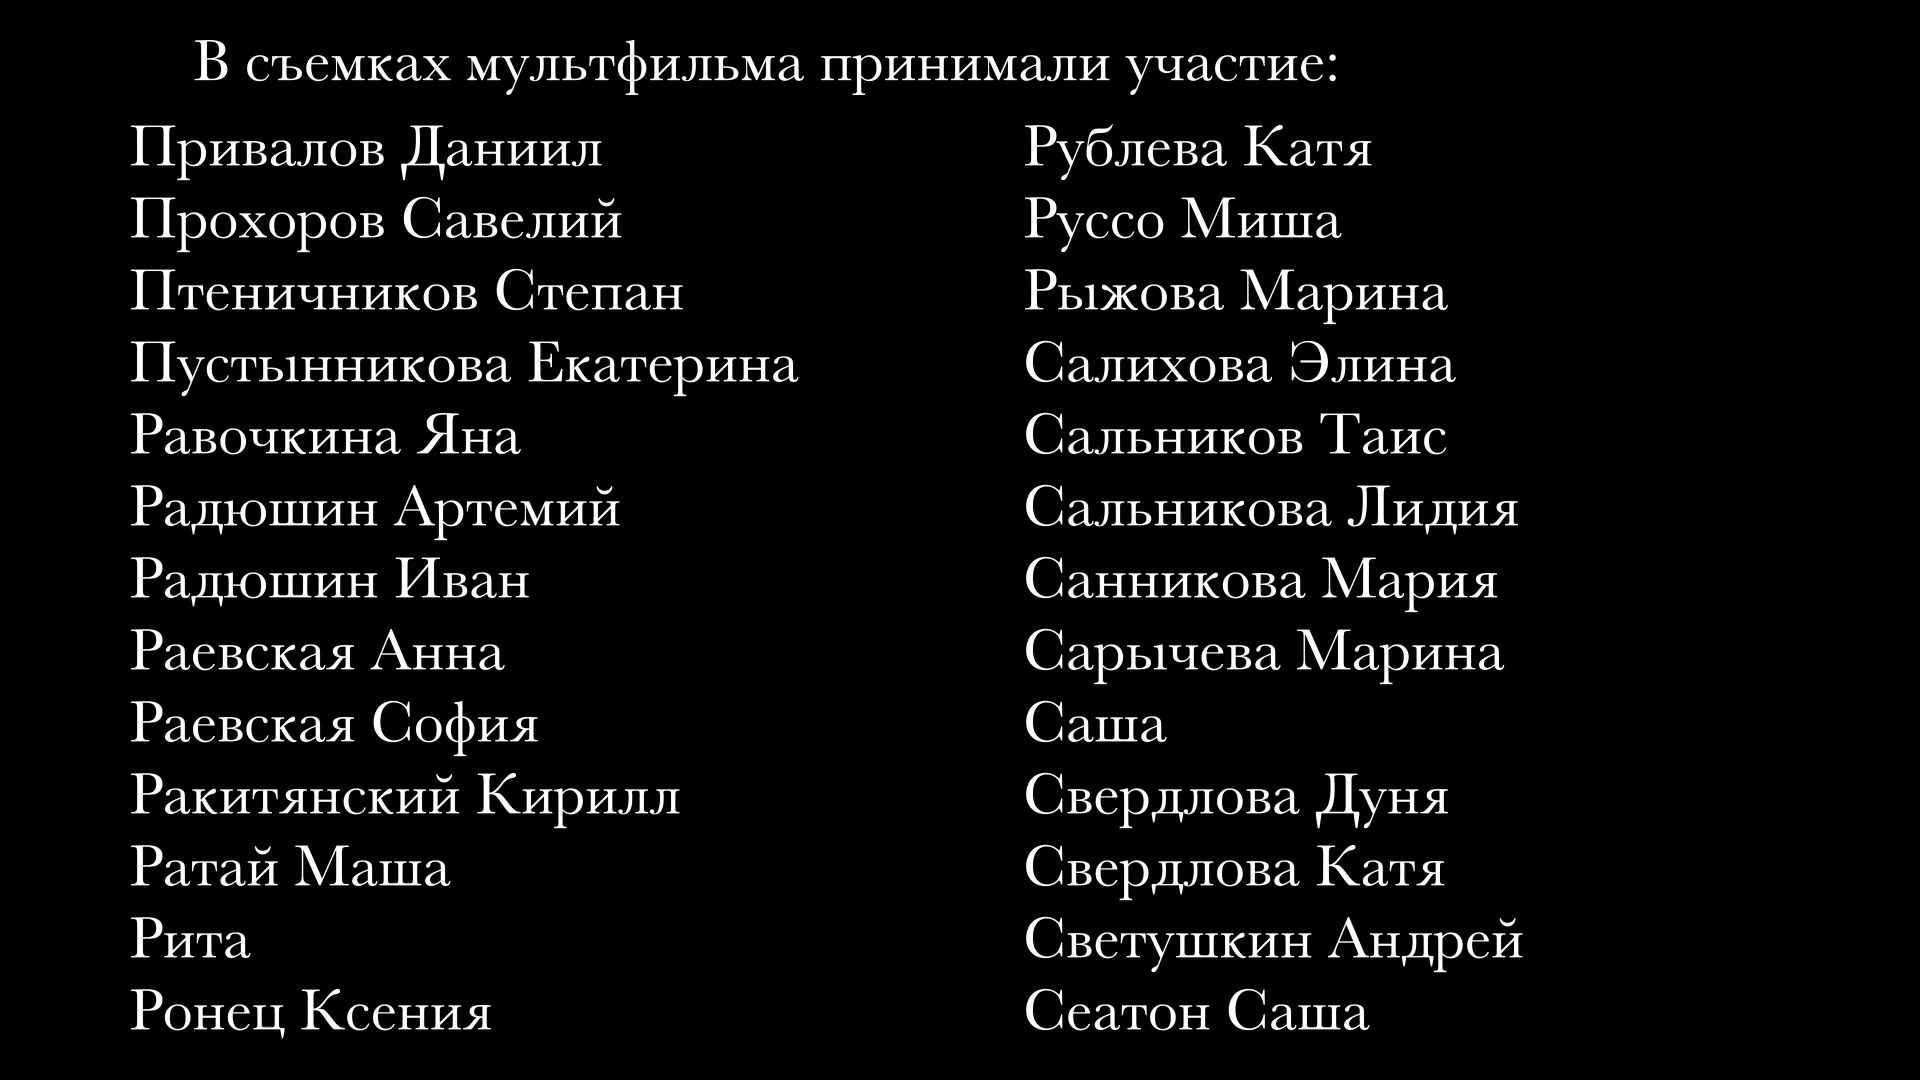 В съемках мультфильма принимали участие:
Привалов Даниил
Прохоров Савелий
Птеничников Степан
Пустынникова Екатерина
Равочкина Яна
Радюшин Артемий
Радюшин Иван
Раевская Анна
Раевская София
Ракитянский Кирилл
Ратай Маша
Рита
Ронец Ксения
Рублева Катя
Руссо Миша
Рыжова Марина
Салихова Элина
Сальников Таис
Сальникова Лидия
Санникова Мария
Сарычева Марина
Саша
Свердлова Дуня
Свердлова Катя
Светушкин Андрей
Сеатон Саша